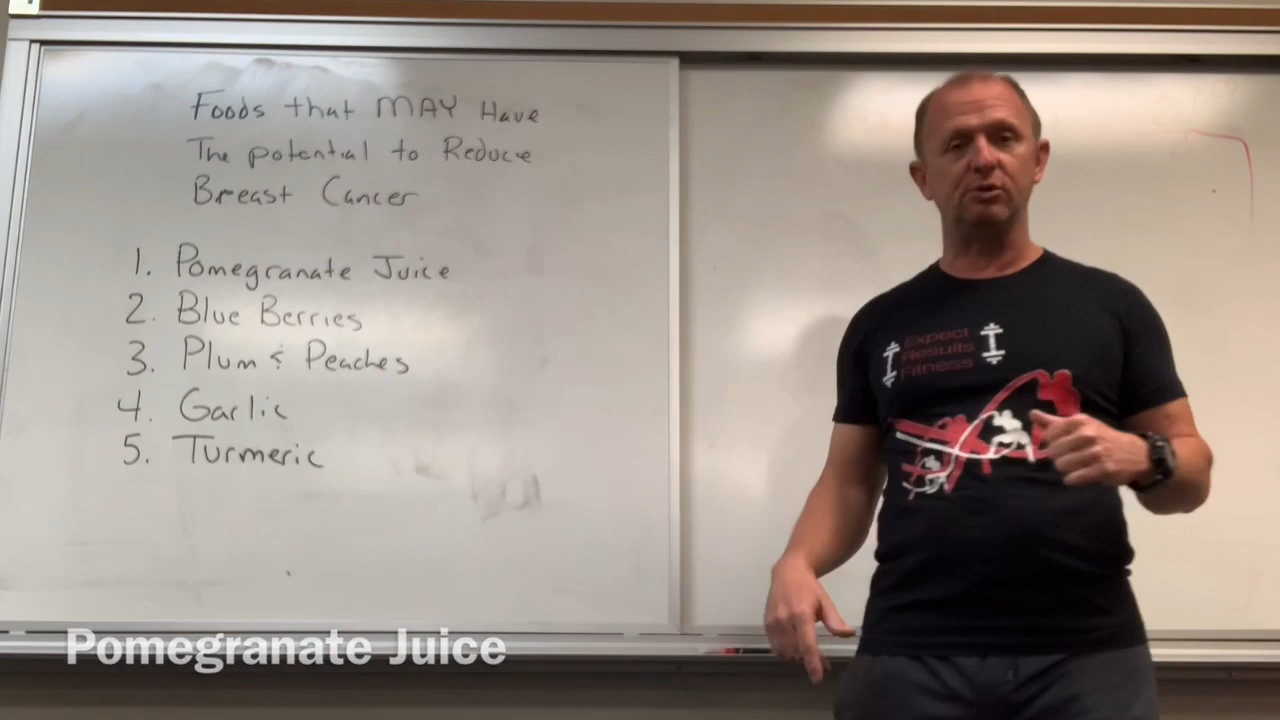 Foods that MAY Have
The potential to Reduce
Breast Cancer
1. Pomegranate Juice
2. Blue Berries
3. Plum & Peaches
4. Garlic
5. Turmeric
Expect
Results
Fitness
Pomegranate Juice